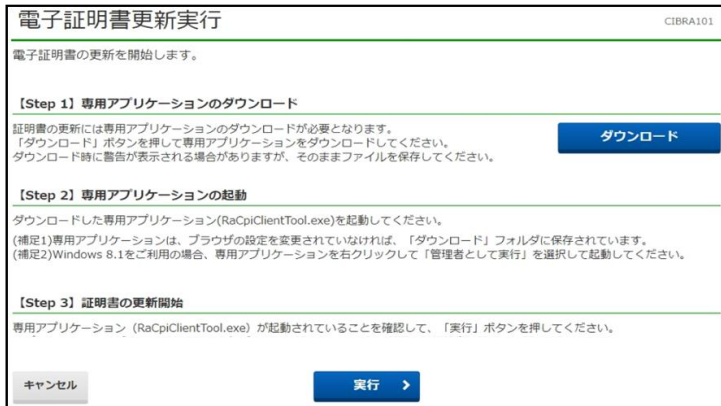 電子証明書更新実行
CIBRA101
電子証明書の更新を開始します。
【Step 1】専用アプリケーションのダウンロード
証明書の更新には専用アプリケーションのダウンロードが必要となります。
「ダウンロード」ボタンを押して専用アプリケーションをダウンロードしてください。
ダウンロード時に警告が表示される場合がありますが、そのままファイルを保存してください。
ダウンロード
【Step 2】専用アプリケーションの起動
ダウンロードした専用アプリケーション(RaCpiClientTool.exe)を起動してください。
(補足1)専用アプリケーションは、ブラウザの設定を変更されていなければ、「ダウンロード」フォルダに保存されています。
(補足2)Windows 8.1をご利用の場合、専用アプリケーションを右クリックして「管理者として実行」を選択して起動してください。
【Step 3】証明書の更新開始
専用アプリケーション（RaCpiClientTool.exe）が起動されていることを確認して、「実行」ボタンを押してください。
キャンセル
実行